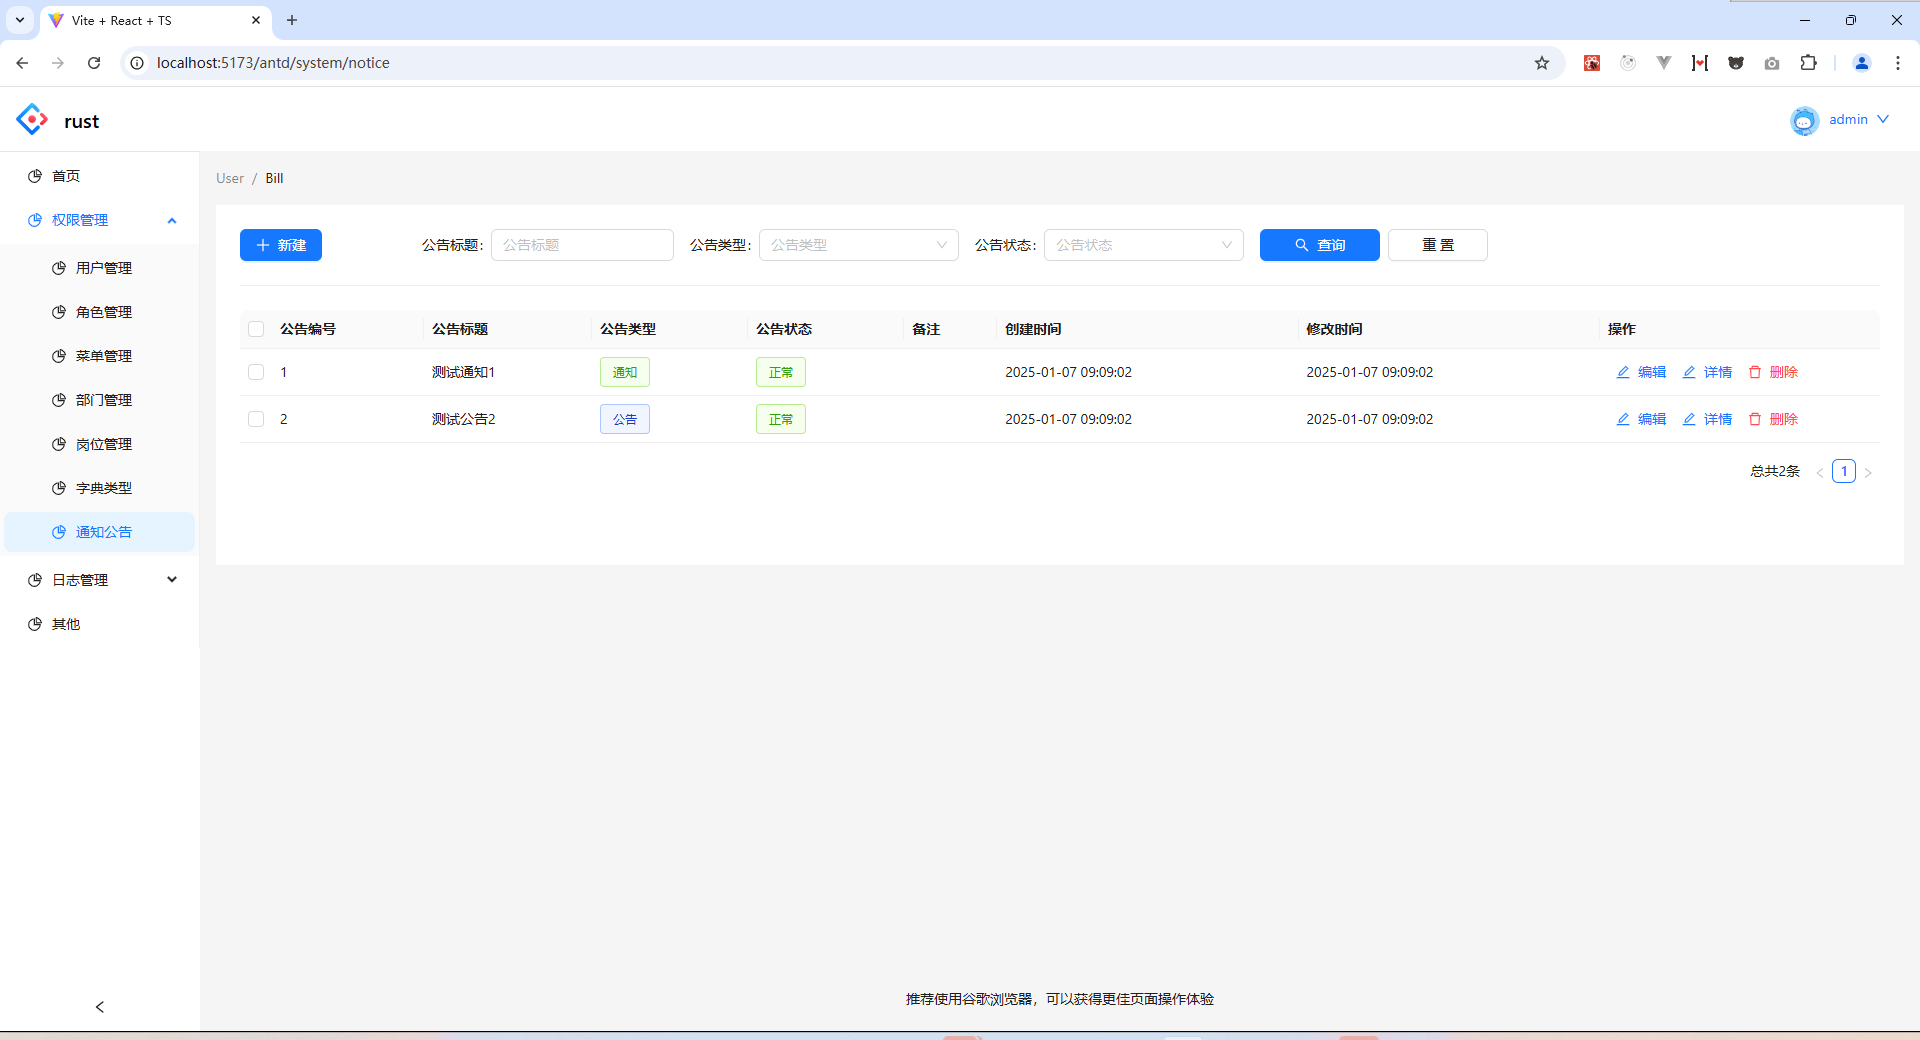 Vite + React + TS
localhost:5173/antd/system/notice
rust
admin
首页
权限管理
用户管理
角色管理
菜单管理
部门管理
岗位管理
字典类型
通知公告
日志管理
其他
User / Bill
新建 公告标题: 公告标题 公告类型: 公告类型 公告状态: 公告状态 查询 重 置
公告编号 公告标题 公告类型 公告状态 备注 创建时间 修改时间 操作
1 测试通知1 通知 正常 2025-01-07 09:09:02 2025-01-07 09:09:02 编辑 详情 删除
2 测试公告2 公告 正常 2025-01-07 09:09:02 2025-01-07 09:09:02 编辑 详情 删除
总共2条 < 1 >
推荐使用谷歌浏览器，可以获得更佳页面操作体验